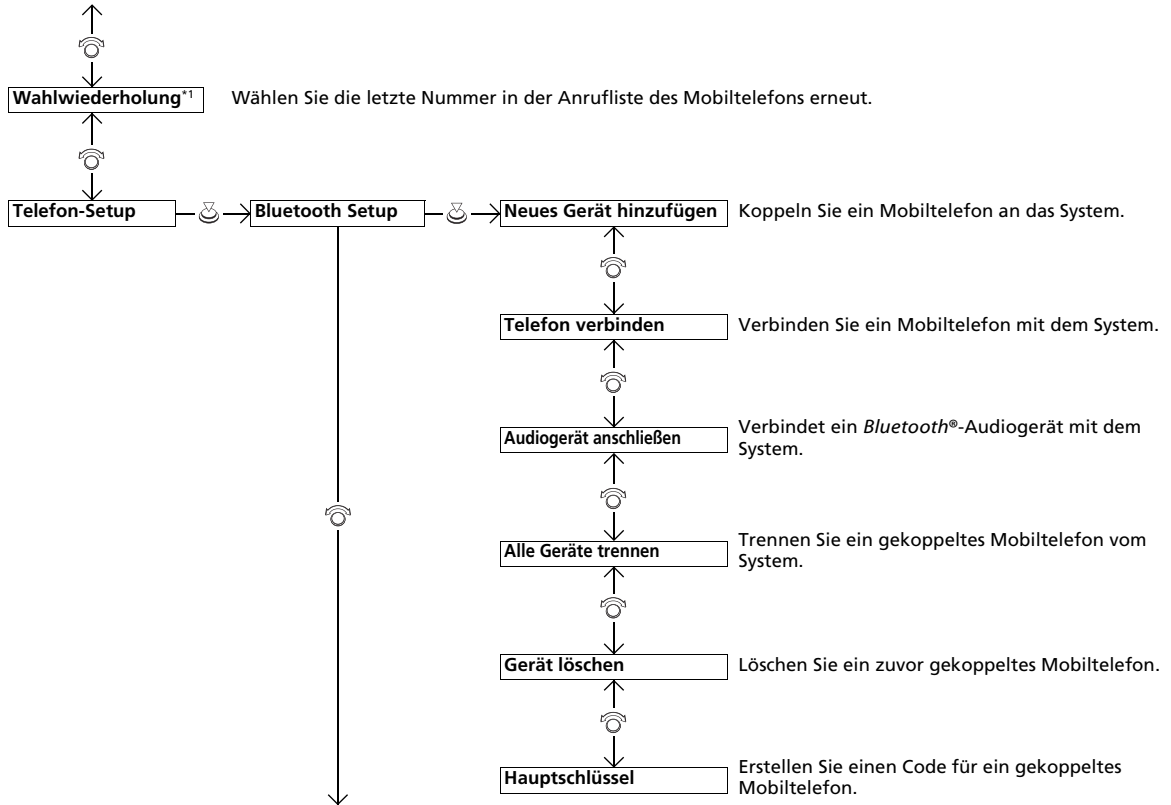 Wahlwiederholung*1 Wählen Sie die letzte Nummer in der Anrufliste des Mobiltelefons erneut.
Telefon-Setup Bluetooth Setup Neues Gerät hinzufügen Koppeln Sie ein Mobiltelefon an das System.
Telefon verbinden Verbinden Sie ein Mobiltelefon mit dem System.
Audiogerät anschließen Verbindet ein Bluetooth®-Audiogerät mit dem
System.
Alle Geräte trennen Trennen Sie ein gekoppeltes Mobiltelefon vom
System.
Gerät löschen Löschen Sie ein zuvor gekoppeltes Mobiltelefon.
Hauptschlüssel Erstellen Sie einen Code für ein gekoppeltes
Mobiltelefon.